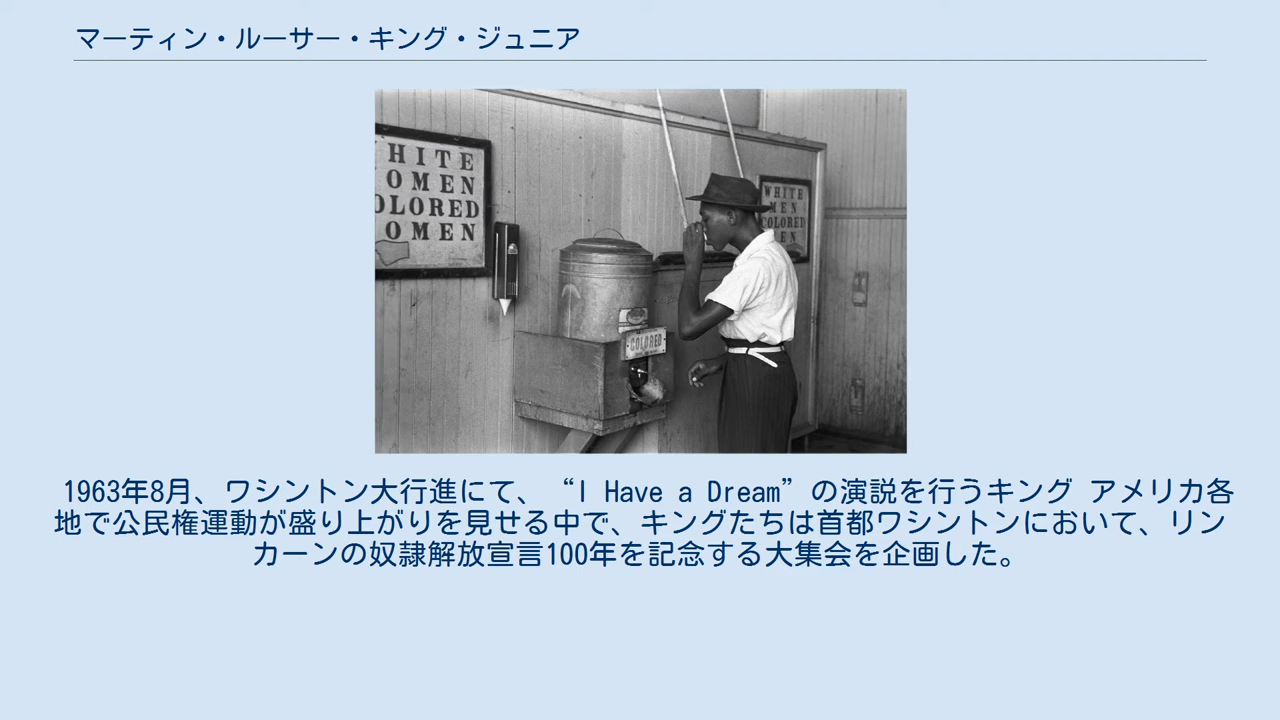 マーティン・ルーサー・キング・ジュニア
HITE
OMEN
OLORED
OMEN
WHITE
MEN
COLORED
EN
COLORED
1963年8月、ワシントン大行進にて、“I Have a Dream”の演説を行うキング アメリカ各
地で公民権運動が盛り上がりを見せる中で、キングたちは首都ワシントンにおいて、リン
カーンの奴隷解放宣言100年を記念する大集会を企画した。